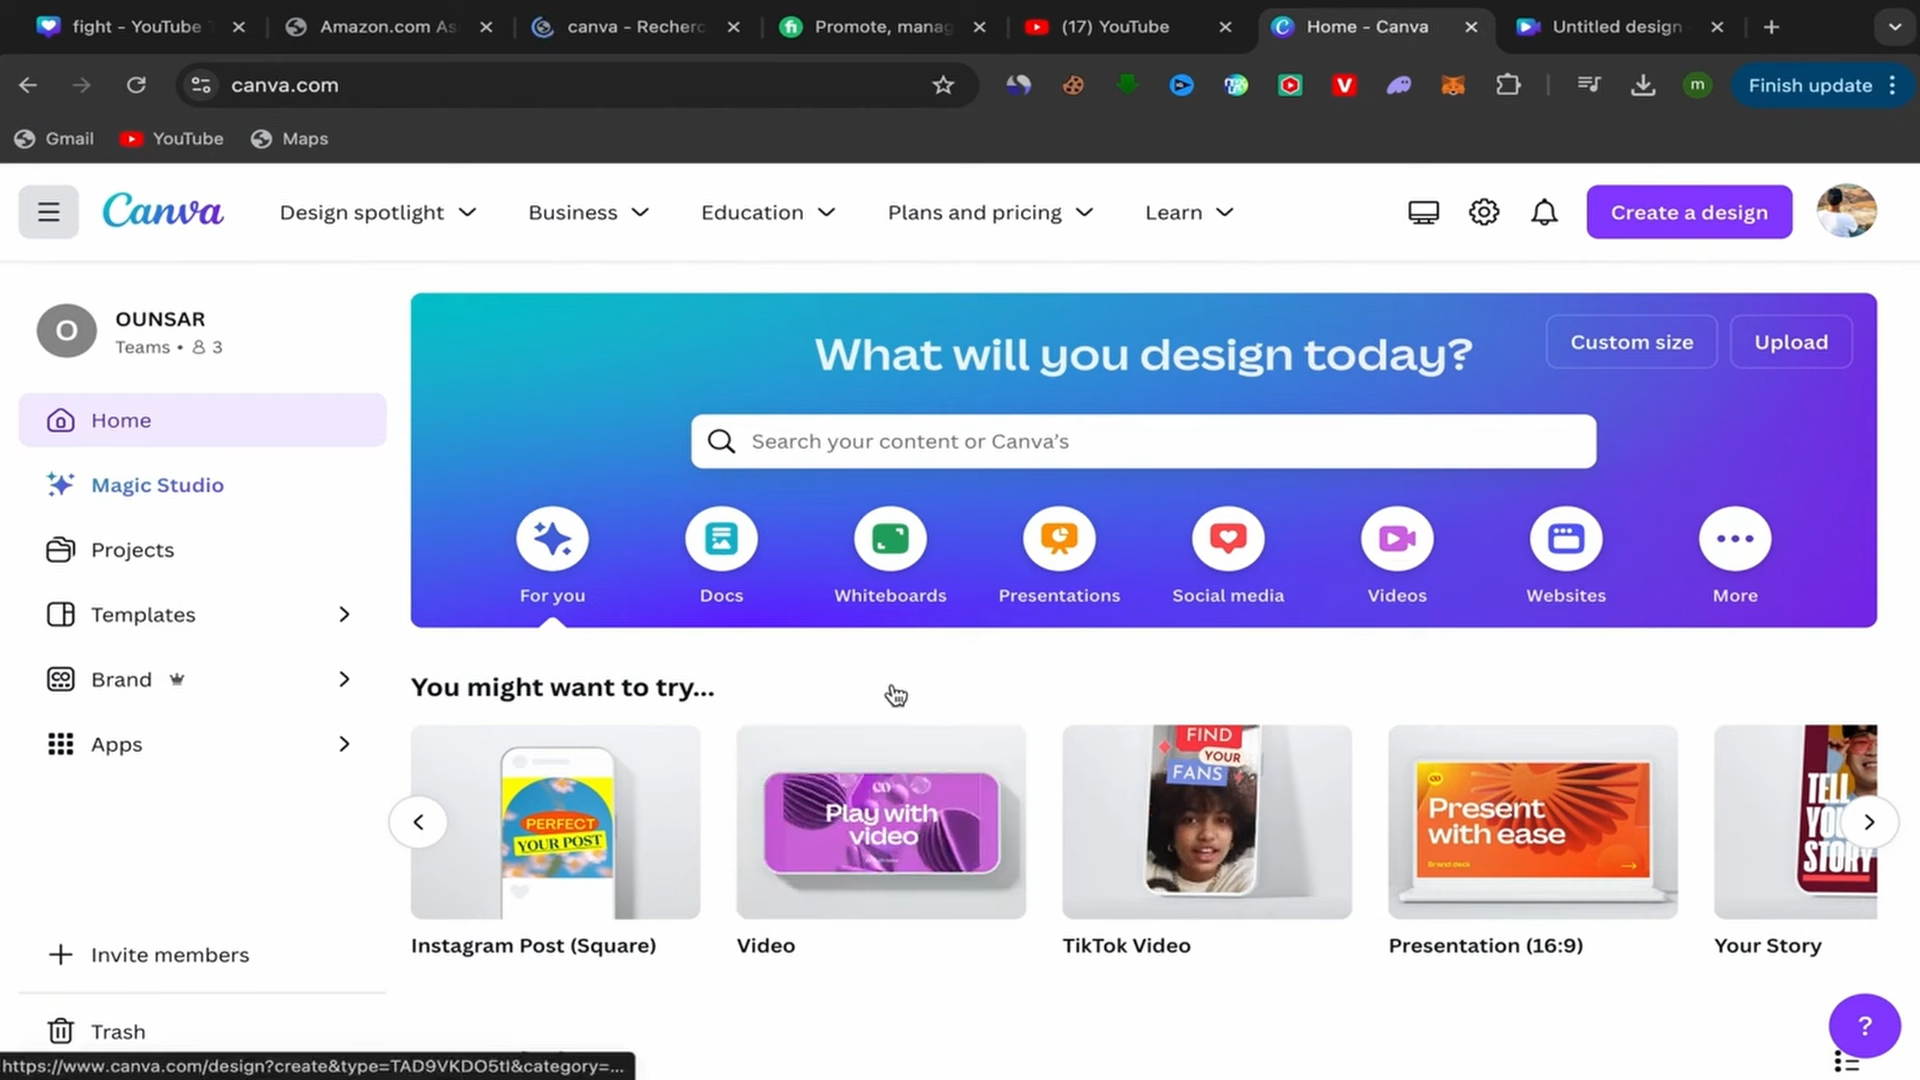 fight - YouTube
Amazon.com As
canva - Recherc
Promote, manag
(17) YouTube
Home - Canva
Untitled design
canva.com
Finish update
m
Gmail
YouTube
Maps
Canva
Design spotlight
Business
Education
Plans and pricing
Learn
Create a design
O
OUNSAR
Teams • 3
Home
Magic Studio
Projects
Templates
Brand
Apps
Invite members
Trash
What will you design today?
Custom size
Upload
Search your content or Canva's
For you
Docs
Whiteboards
Presentations
Social media
Videos
Websites
More
You might want to try...
PERFECT
YOUR POST
Play with
video
FIND
YOUR
FANS
Present
with ease
Brand deck
TELL
YOU
STORY
Instagram Post (Square)
Video
TikTok Video
Presentation (16:9)
Your Story
?
https://www.canva.com/design?create&type=TAD9VKDO5tI&category=...